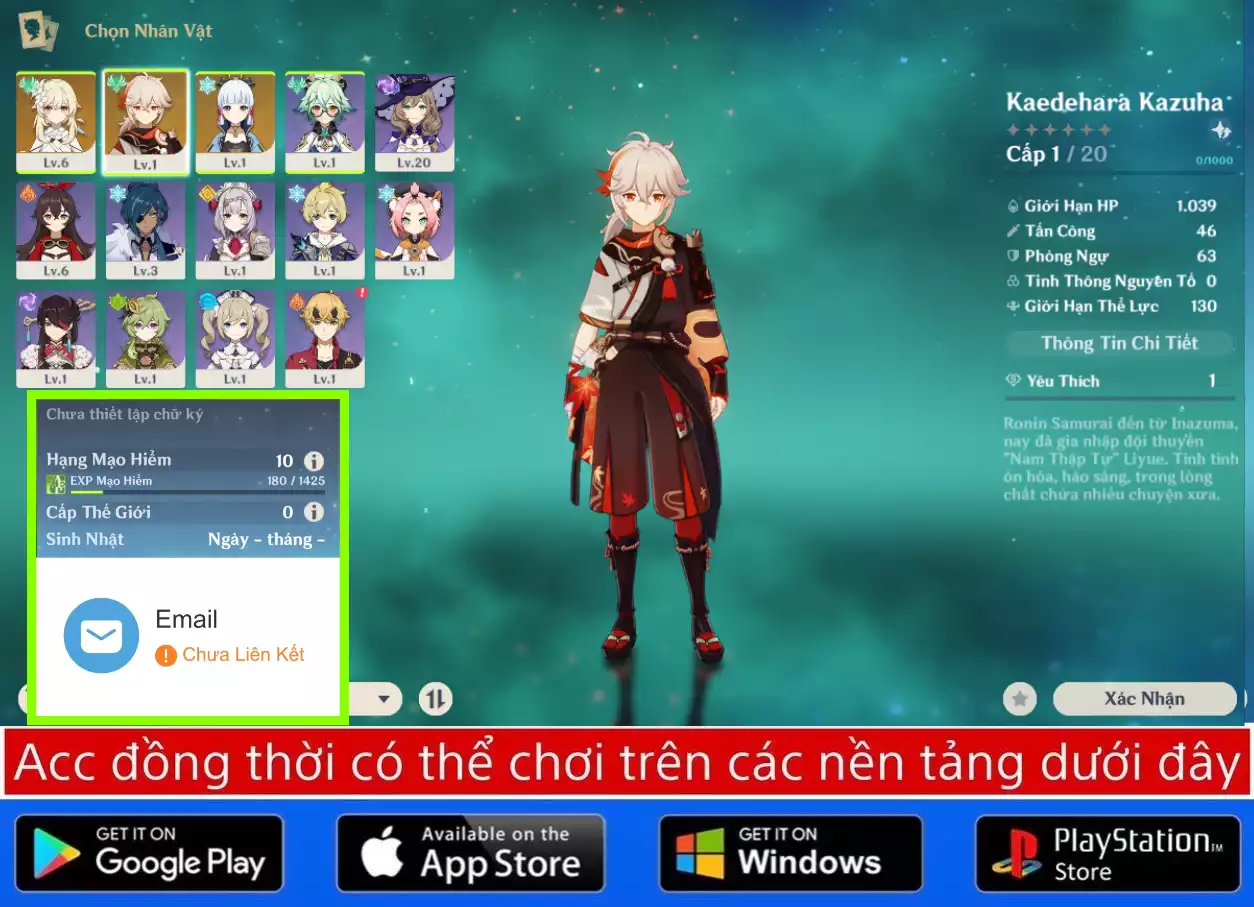 Chọn Nhân Vật
Lv.6
Lv.1
Lv.1
Lv.1
Lv.20
Lv.6
Lv.3
Lv.1
Lv.1
Lv.1
Lv.1
Lv.1
Lv.1
Lv.1
Chưa thiết lập chữ ký
Hạng Mạo Hiểm 10
EXP Mạo Hiểm 180 / 1425
Cấp Thế Giới 0
Sinh Nhật Ngày - tháng -
Email
Chưa Liên Kết
Kaedehara Kazuha
Cấp 1 / 20 0/1000
Giới Hạn HP 1.039
Tấn Công 46
Phòng Ngự 63
Tinh Thông Nguyên Tố 0
Giới Hạn Thể Lực 130
Thông Tin Chi Tiết
Yêu Thích 1
Ronin Samurai đến từ Inazuma,
nay đã gia nhập đội thuyền
"Nam Thập Tự" Liyue. Tính tình
ôn hòa, hào sảng, trong lòng
chất chứa nhiều chuyện xưa.
Xác Nhận
Acc đồng thời có thể chơi trên các nền tảng dưới đây
GET IT ON
Google Play
Available on the
App Store
GET IT ON
Windows
PlayStation™
Store